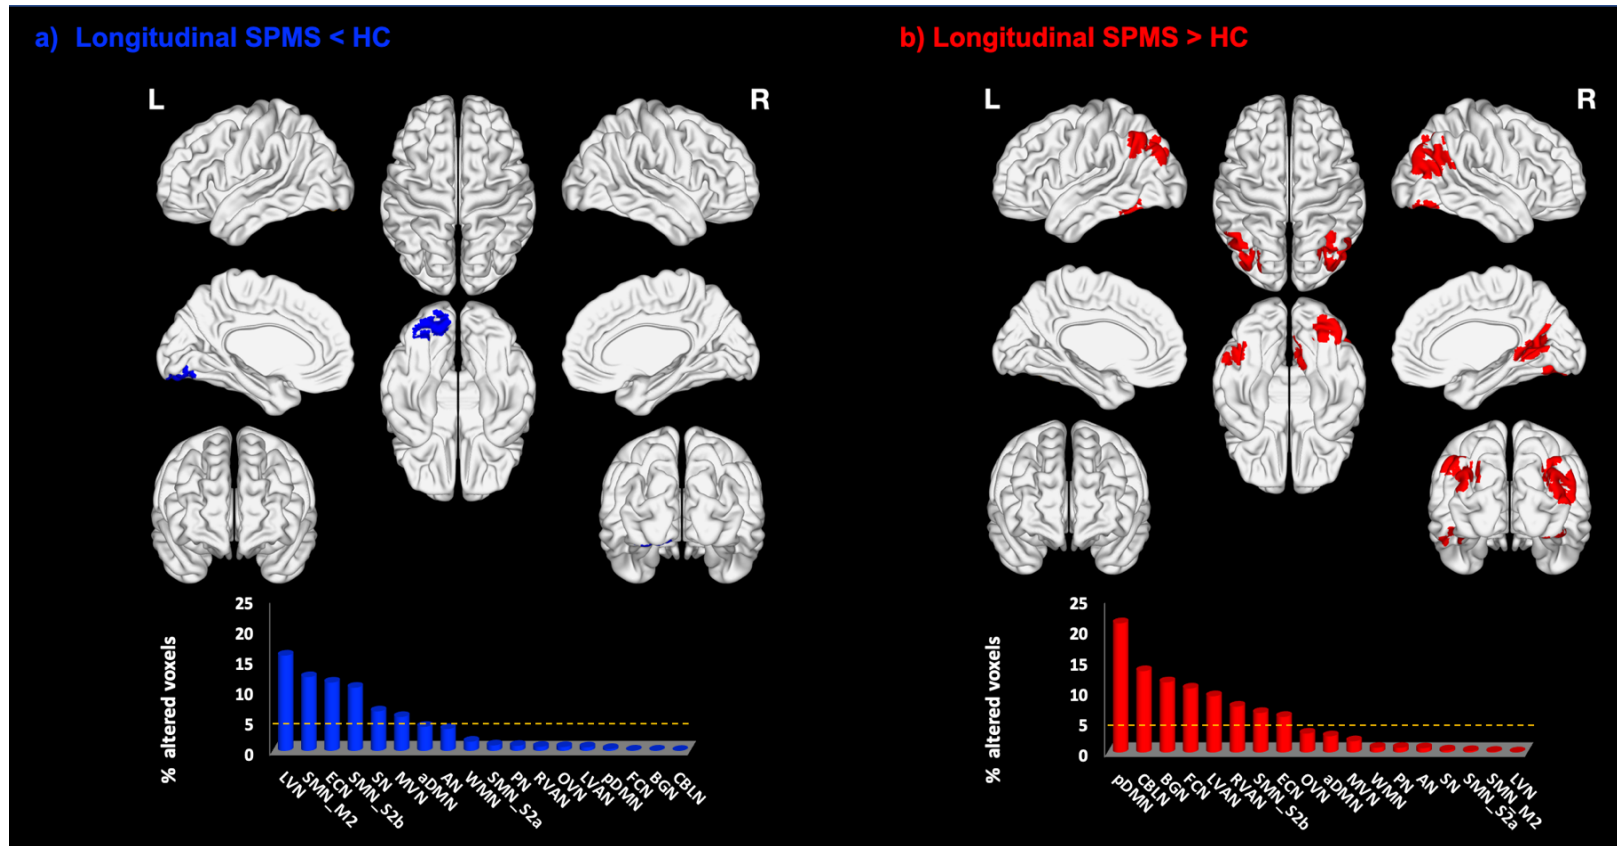 a) Longitudinal SPMS < HC
L
R
% altered voxels
25
20
15
10
5
0
LVN
SMN_M2
ECN
SMN_S2b
SN
MVN
aDMN
AN
WMN
SMN_S2a
PN
RVAN
OVN
LVAN
pDMN
FCN
BGN
CBLN
b) Longitudinal SPMS > HC
L
R
% altered voxels
25
20
15
10
5
0
pDMN
CBLN
BGN
FCN
LVAN
RVAN
SMN_S2b
ECN
OVN
aDMN
MVN
WMN
PN
AN
SN
SMN_S2a
SMN_M2
LVN